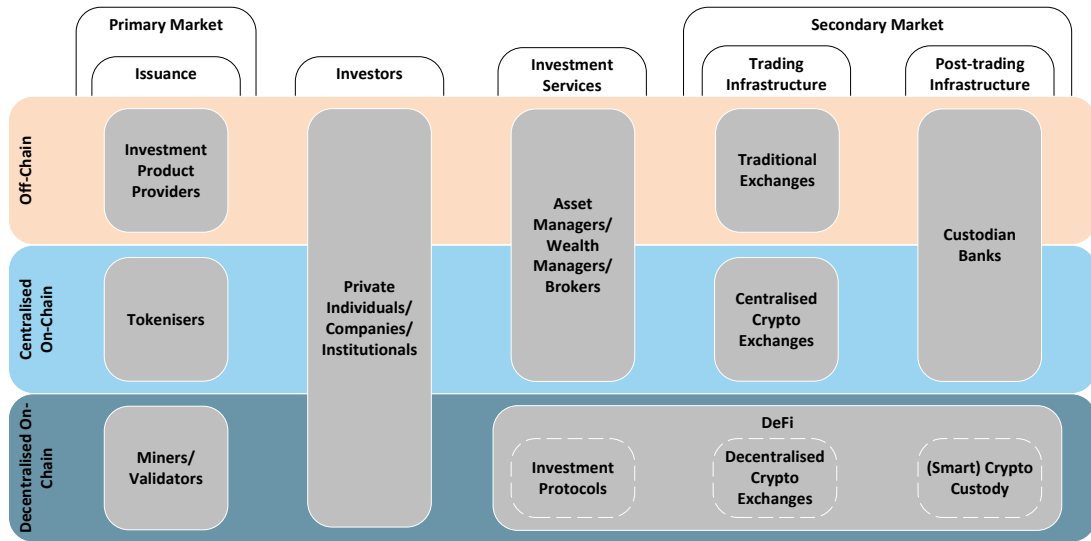 Primary Market
Secondary Market
Issuance
Investors
Investment
Services
Trading
Infrastructure
Post-trading
Infrastructure
Off-Chain
Investment
Product
Providers
Private
Individuals/
Companies/
Institutionals
Asset
Managers/
Wealth
Managers/
Brokers
Traditional
Exchanges
Custodian
Banks
Centralised
On-Chain
Tokenisers
Centralised
Crypto
Exchanges
Decentralised On-
Chain
Miners/
Validators
DeFi
Investment
Protocols
Decentralised
Crypto
Exchanges
(Smart) Crypto
Custody